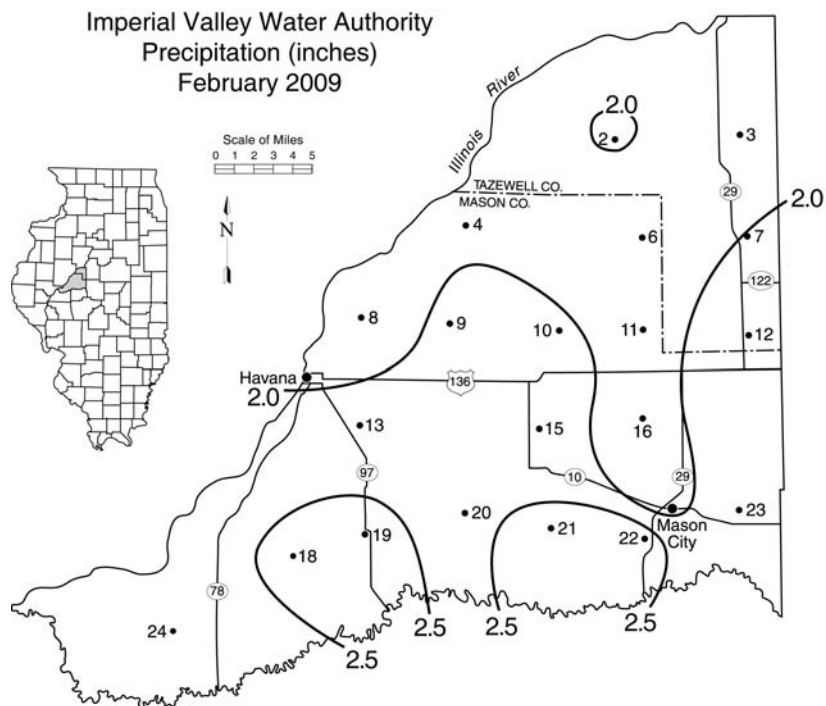 Imperial Valley Water Authority
Precipitation (inches)
February 2009
Illinois River
2.0
2
3
Scale of Miles
0 1 2 3 4 5
TAZEWELL CO.
MASON CO.
29
2.0
N
4
6
7
122
8
9
10
11
12
Havana
136
2.0
13
15
16
97
10
29
20
21
22
Mason
City
23
18
19
78
24
2.5
2.5
2.5
2.5